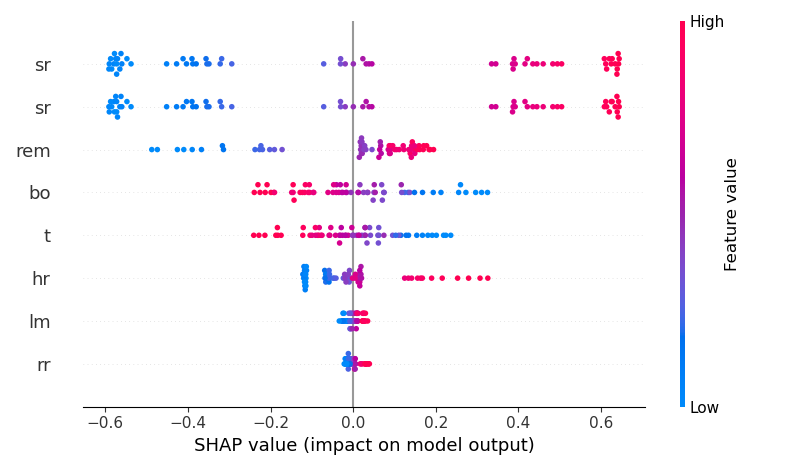 High
sr
sr
rem
bo
t
hr
lm
rr
Feature value
Low
−0.6 −0.4 −0.2 0.0 0.2 0.4 0.6
SHAP value (impact on model output)